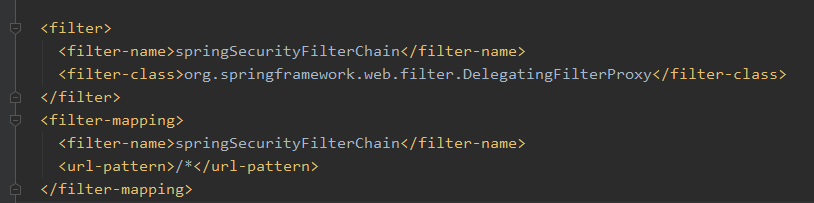 <filter>
<filter-name>springSecurityFilterChain</filter-name>
<filter-class>org.springframework.web.filter.DelegatingFilterProxy</filter-class>
</filter>
<filter-mapping>
<filter-name>springSecurityFilterChain</filter-name>
<url-pattern>/*</url-pattern>
</filter-mapping>